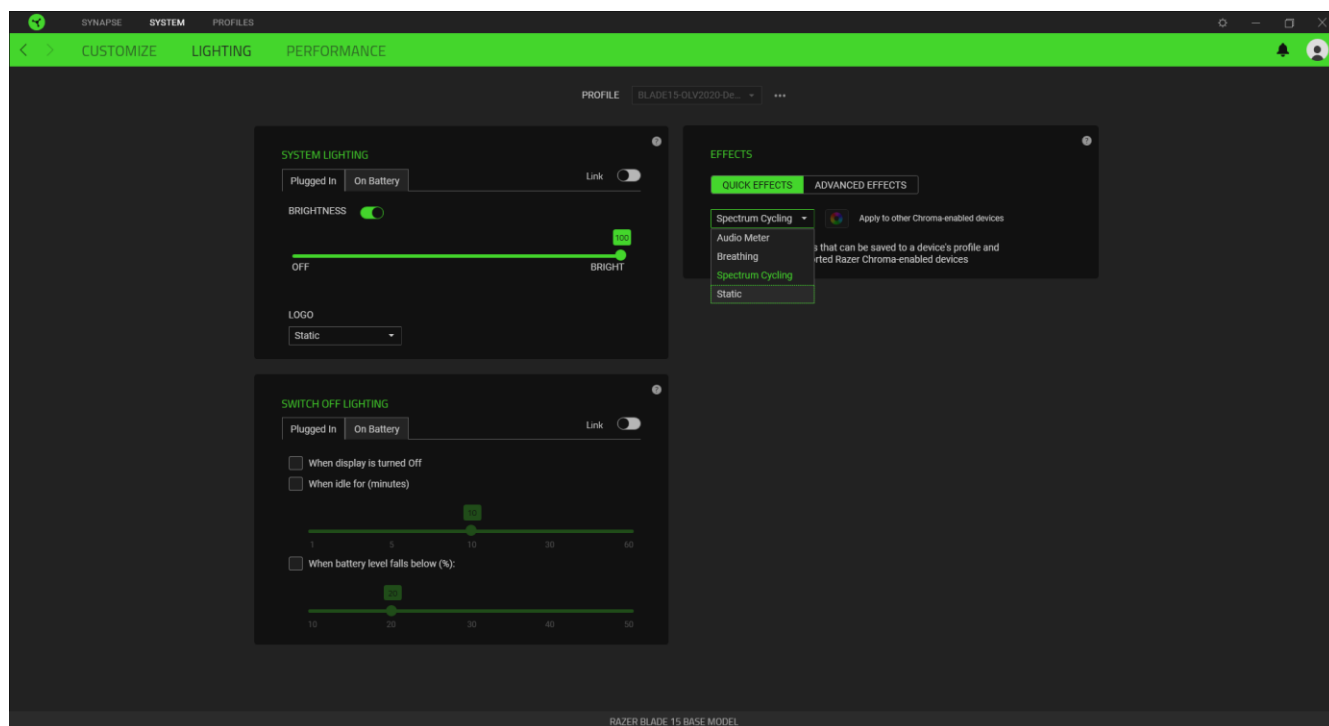 SYNAPSE SYSTEM PROFILES
CUSTOMIZE LIGHTING PERFORMANCE
PROFILE BLADE15-OLV2020-De... ...
SYSTEM LIGHTING
Plugged In On Battery Link
BRIGHTNESS
100
OFF BRIGHT
LOGO
Static
SWITCH OFF LIGHTING
Plugged In On Battery Link
When display is turned Off
When idle for (minutes)
10
1 5 10 30 60
When battery level falls below (%):
20
10 20 30 40 50
EFFECTS
QUICK EFFECTS ADVANCED EFFECTS
Spectrum Cycling Apply to other Chroma-enabled devices
Audio Meter
s that can be saved to a device's profile and
Breathing
rted Razer Chroma-enabled devices
Spectrum Cycling
Static
RAZER BLADE 15 BASE MODEL